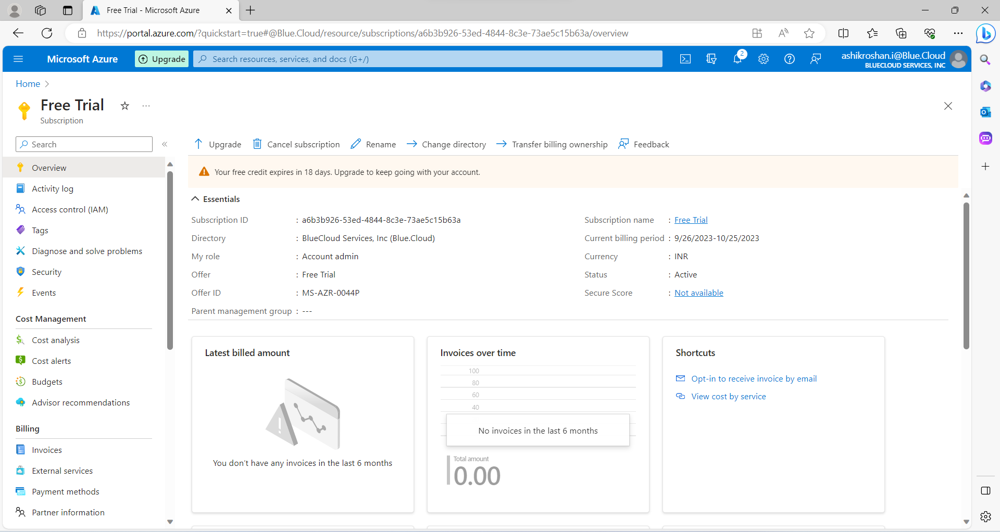 Free Trial - Microsoft Azure
https://portal.azure.com/?quickstart=true#@Blue.Cloud/resource/subscriptions/a6b3b926-53ed-4844-8c3e-73ae5c15b63a/overview
Microsoft Azure
Upgrade
Search resources, services, and docs (G+/)
2
ashikroshan.i@Blue.Cloud
BLUECLOUD SERVICES, INC
Home
Free Trial
Subscription
Search
Overview
Activity log
Access control (IAM)
Tags
Diagnose and solve problems
Security
Events
Cost Management
Cost analysis
Cost alerts
Budgets
Advisor recommendations
Billing
Invoices
External services
Payment methods
Partner information
Upgrade
Cancel subscription
Rename
Change directory
Transfer billing ownership
Feedback
Your free credit expires in 18 days. Upgrade to keep going with your account.
Essentials
Subscription ID : a6b3b926-53ed-4844-8c3e-73ae5c15b63a
Directory : BlueCloud Services, Inc (Blue.Cloud)
My role : Account admin
Offer : Free Trial
Offer ID : MS-AZR-0044P
Parent management group : ---
Subscription name : Free Trial
Current billing period : 9/26/2023-10/25/2023
Currency : INR
Status : Active
Secure Score : Not available
Latest billed amount
You don't have any invoices in the last 6 months
Invoices over time
100
80
60
40
No invoices in the last 6 months
Total amount
0.00
Shortcuts
Opt-in to receive invoice by email
View cost by service